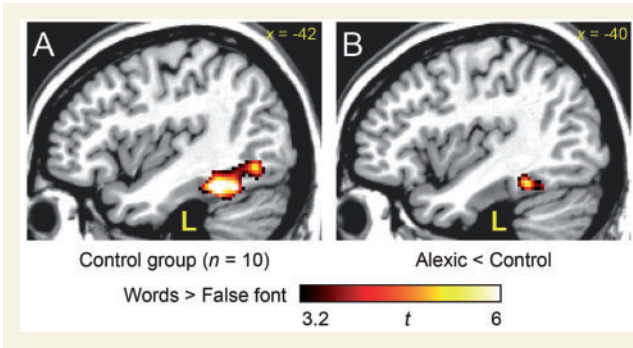 A
x = -42
B
x = -40
L
L
Control group (n = 10)
Alexic < Control
Words > False font
3.2
t
6